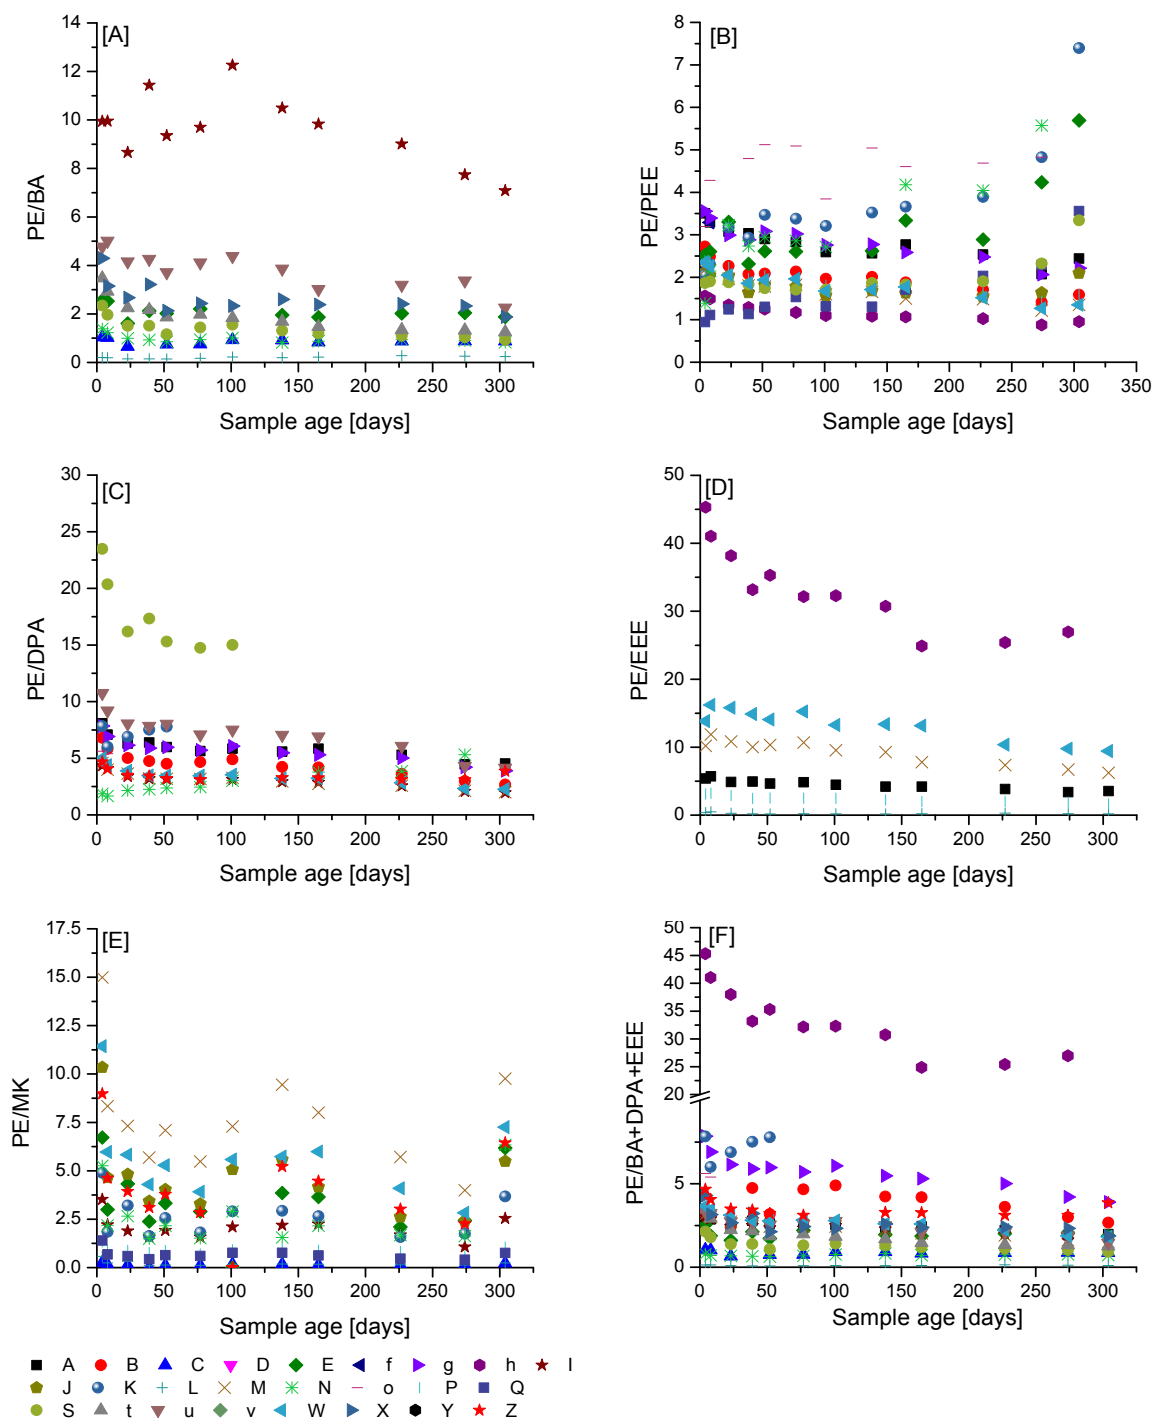 [A]
14
12
10
8
6
4
2
0
PE/BA
0 50 100 150 200 250 300
Sample age [days]
[B]
8
7
6
5
4
3
2
1
0
PE/PEE
0 50 100 150 200 250 300 350
Sample age [days]
[C]
30
25
20
15
10
5
0
PE/DPA
0 50 100 150 200 250 300
Sample age [days]
[D]
50
40
30
20
10
0
PE/EEE
0 50 100 150 200 250 300
Sample age [days]
[E]
17.5
15.0
12.5
10.0
7.5
5.0
2.5
0.0
PE/MK
0 50 100 150 200 250 300
Sample age [days]
[F]
50
45
40
35
30
25
20
5
0
PE/BA+DPA+EEE
0 50 100 150 200 250 300
Sample age [days]
A B C D E f g h I
J K L M N o P Q
S t u v W X Y Z